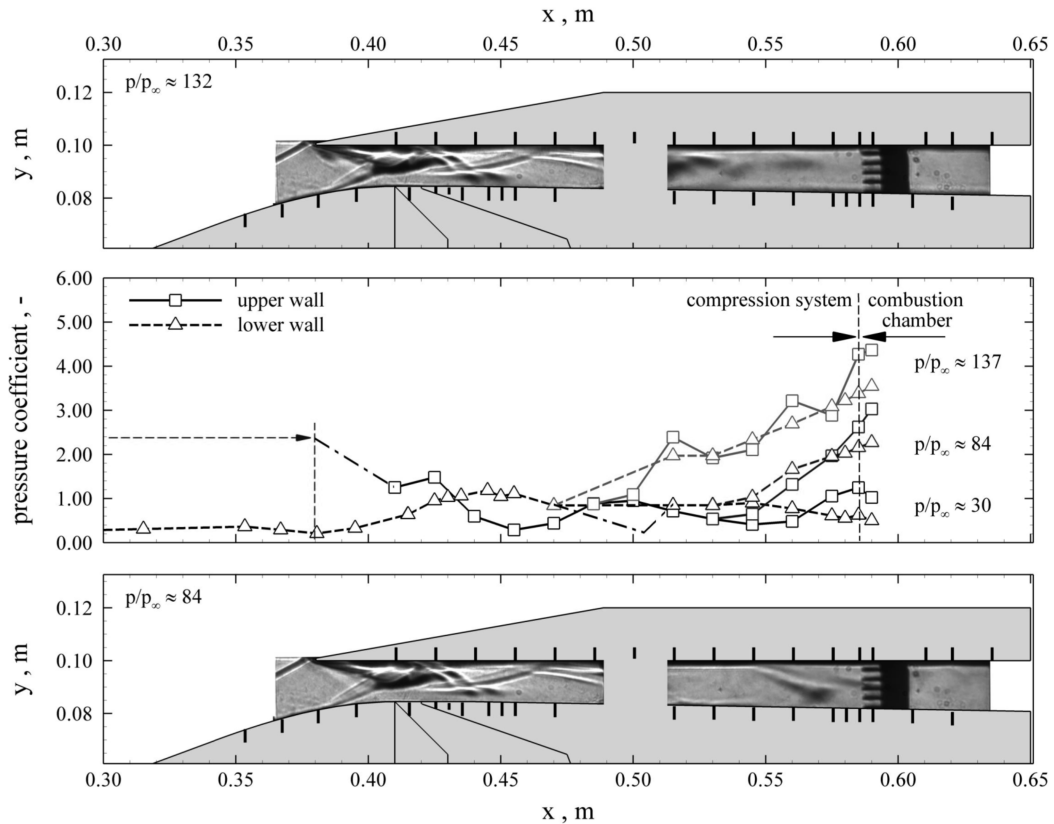 x , m
0.30 0.35 0.40 0.45 0.50 0.55 0.60 0.65
p/p∞ ≈ 132
0.12
0.10
0.08
y , m
6.00
5.00
4.00
3.00
2.00
1.00
0.00
pressure coefficient , -
upper wall
lower wall
compression system
combustion
chamber
p/p∞ ≈ 137
p/p∞ ≈ 84
p/p∞ ≈ 30
p/p∞ ≈ 84
0.12
0.10
0.08
y , m
0.30 0.35 0.40 0.45 0.50 0.55 0.60 0.65
x , m